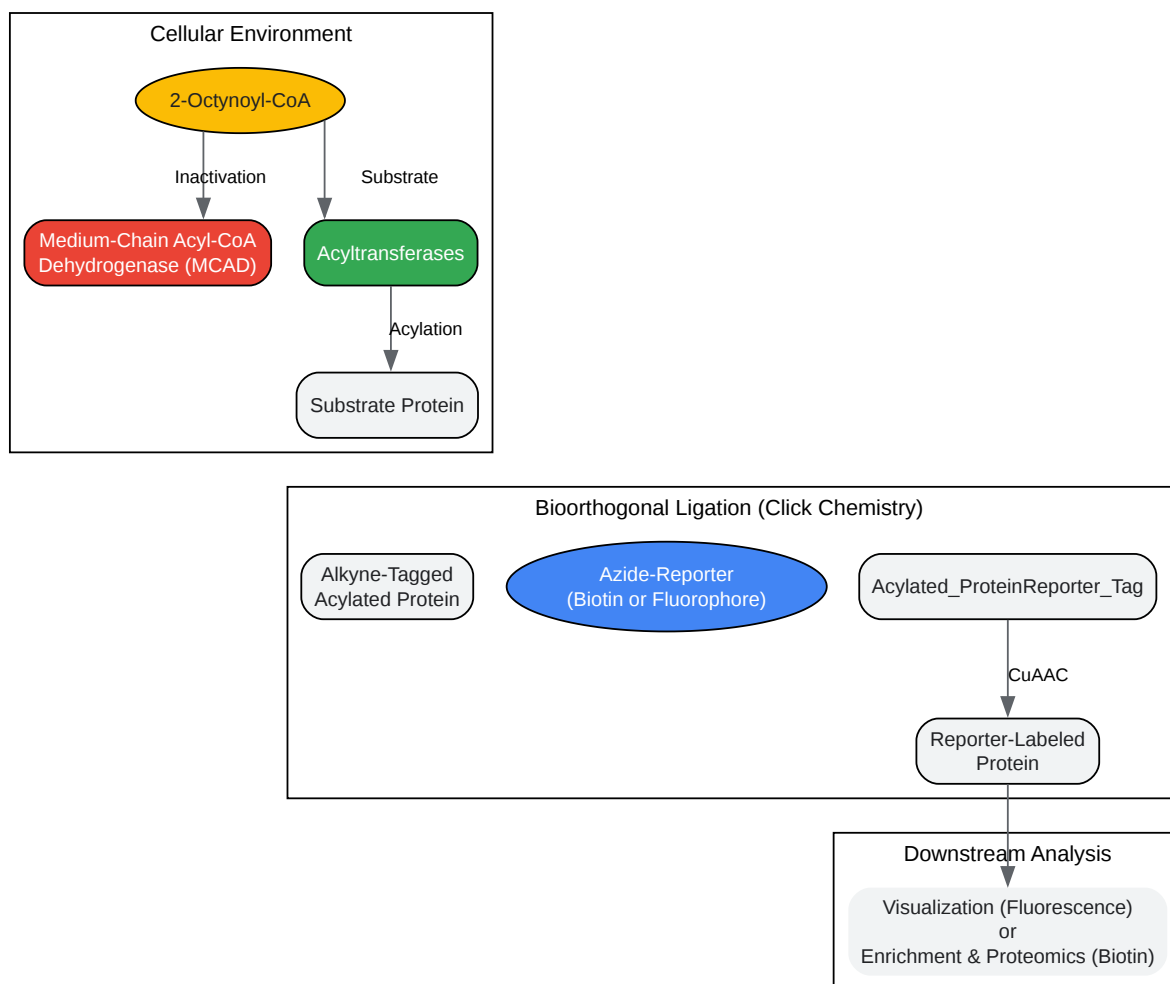 Cellular Environment
2-Octynoyl-CoA
Inactivation
Substrate
Medium-Chain Acyl-CoA
Dehydrogenase (MCAD)
Acyltransferases
Acylation
Substrate Protein
Bioorthogonal Ligation (Click Chemistry)
Alkyne-Tagged
Acylated Protein
Azide-Reporter
(Biotin or Fluorophore)
Acylated_ProteinReporter_Tag
CuAAC
Reporter-Labeled
Protein
Downstream Analysis
Visualization (Fluorescence)
or
Enrichment & Proteomics (Biotin)